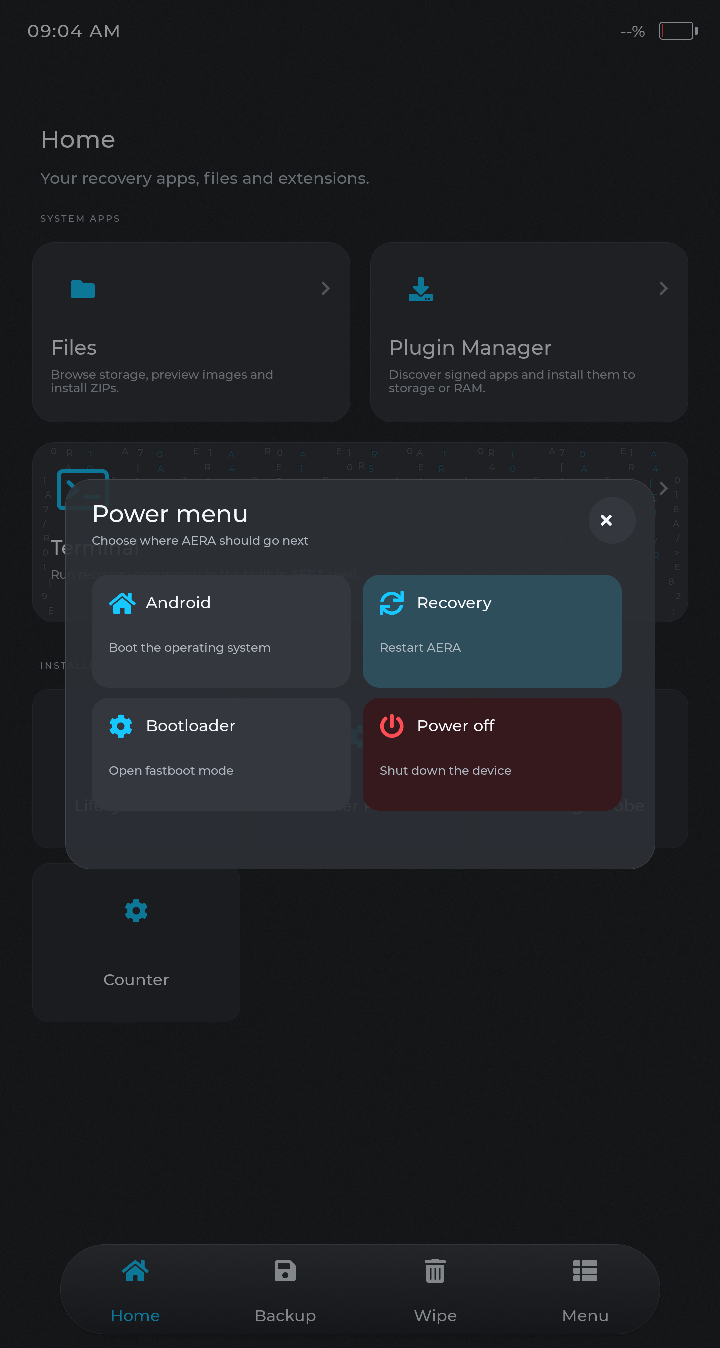 09:04 AM
--%
Home
Your recovery apps, files and extensions.
SYSTEM APPS
Files
Browse storage, preview images and
install ZIPs.
Plugin Manager
Discover signed apps and install them to
storage or RAM.
Terminal
Power menu
Choose where AERA should go next
Android
Boot the operating system
Recovery
Restart AERA
Bootloader
Open fastboot mode
Power off
Shut down the device
Counter
Home
Backup
Wipe
Menu